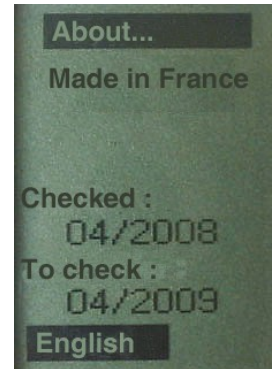 About...
Made in France
Checked :
04/2008
To check :
04/2009
English